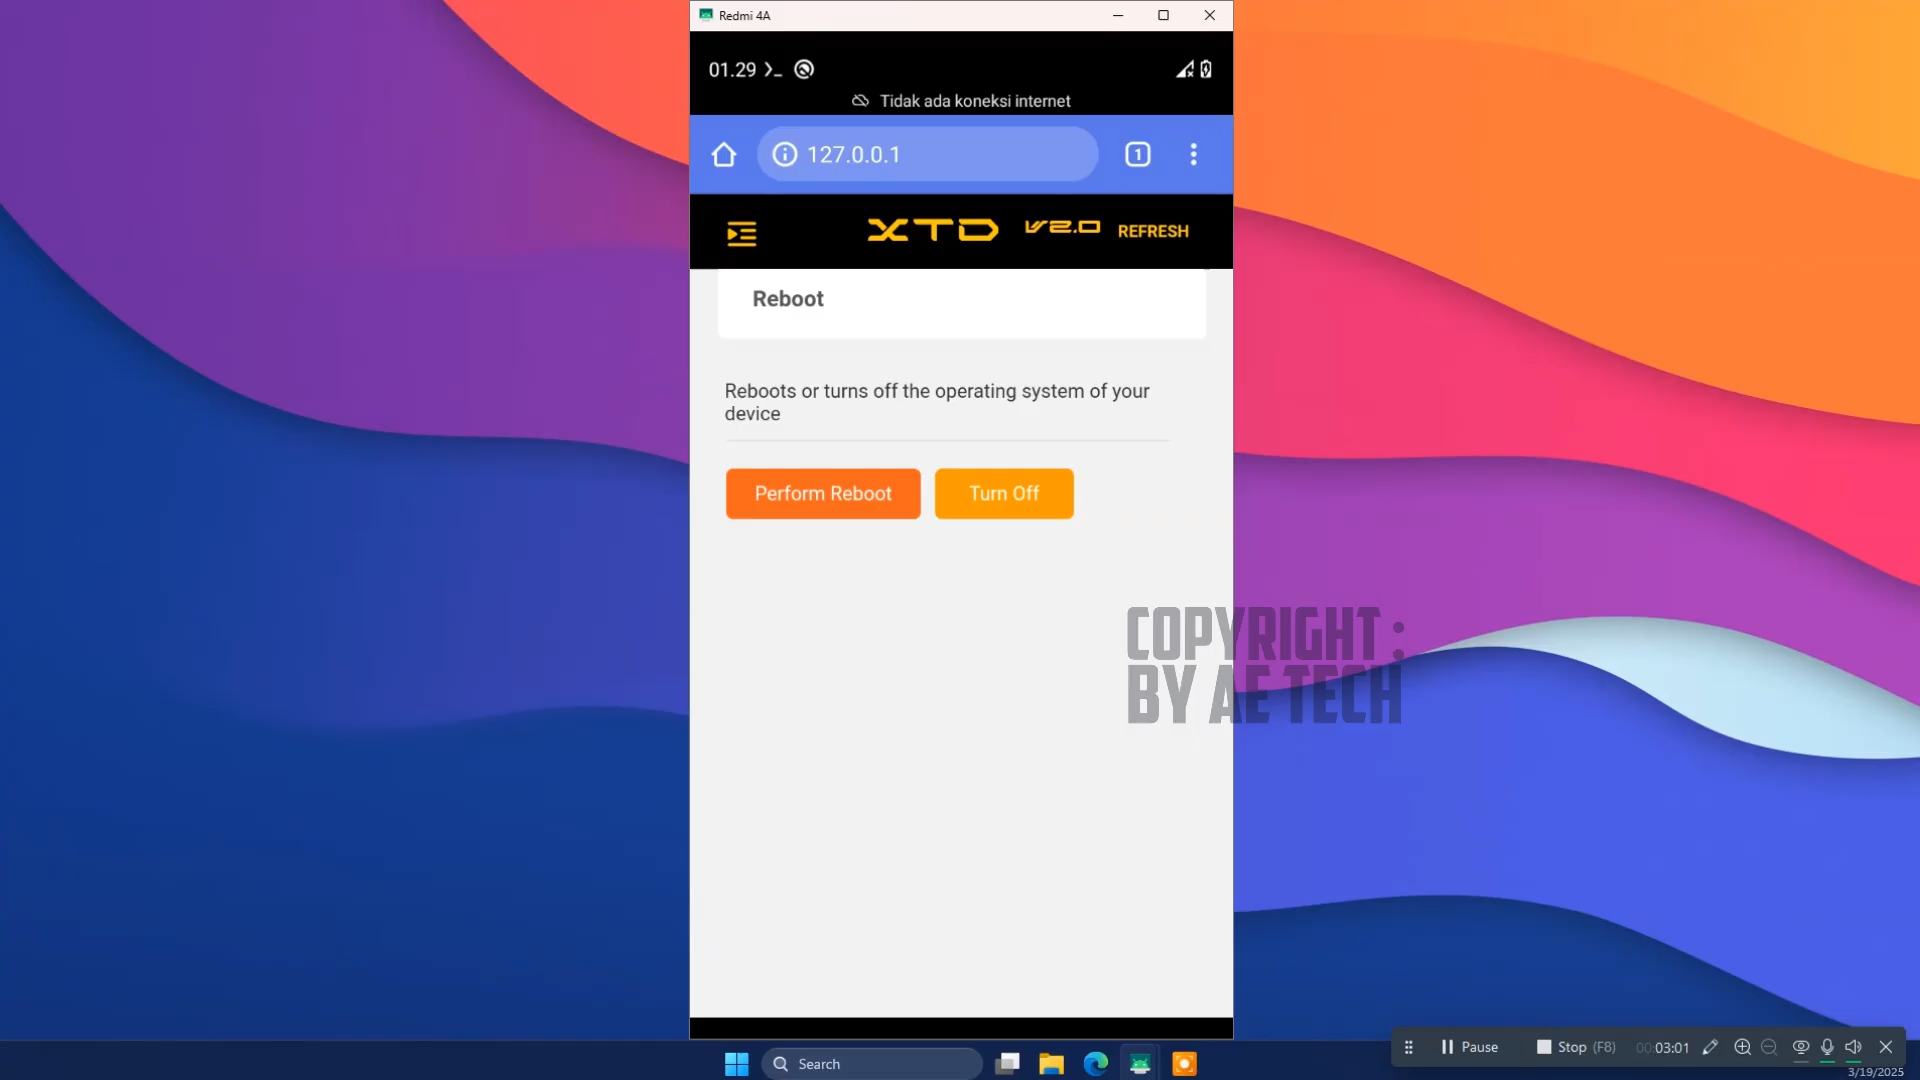 Redmi 4A
01.29
Tidak ada koneksi internet
127.0.0.1
1
XTD V2.0 REFRESH
Reboot
Reboots or turns off the operating system of your
device
Perform Reboot
Turn Off
COPYRIGHT :
BY AE TECH
Search
Pause
Stop (F8)
00:03:01
3/19/2025